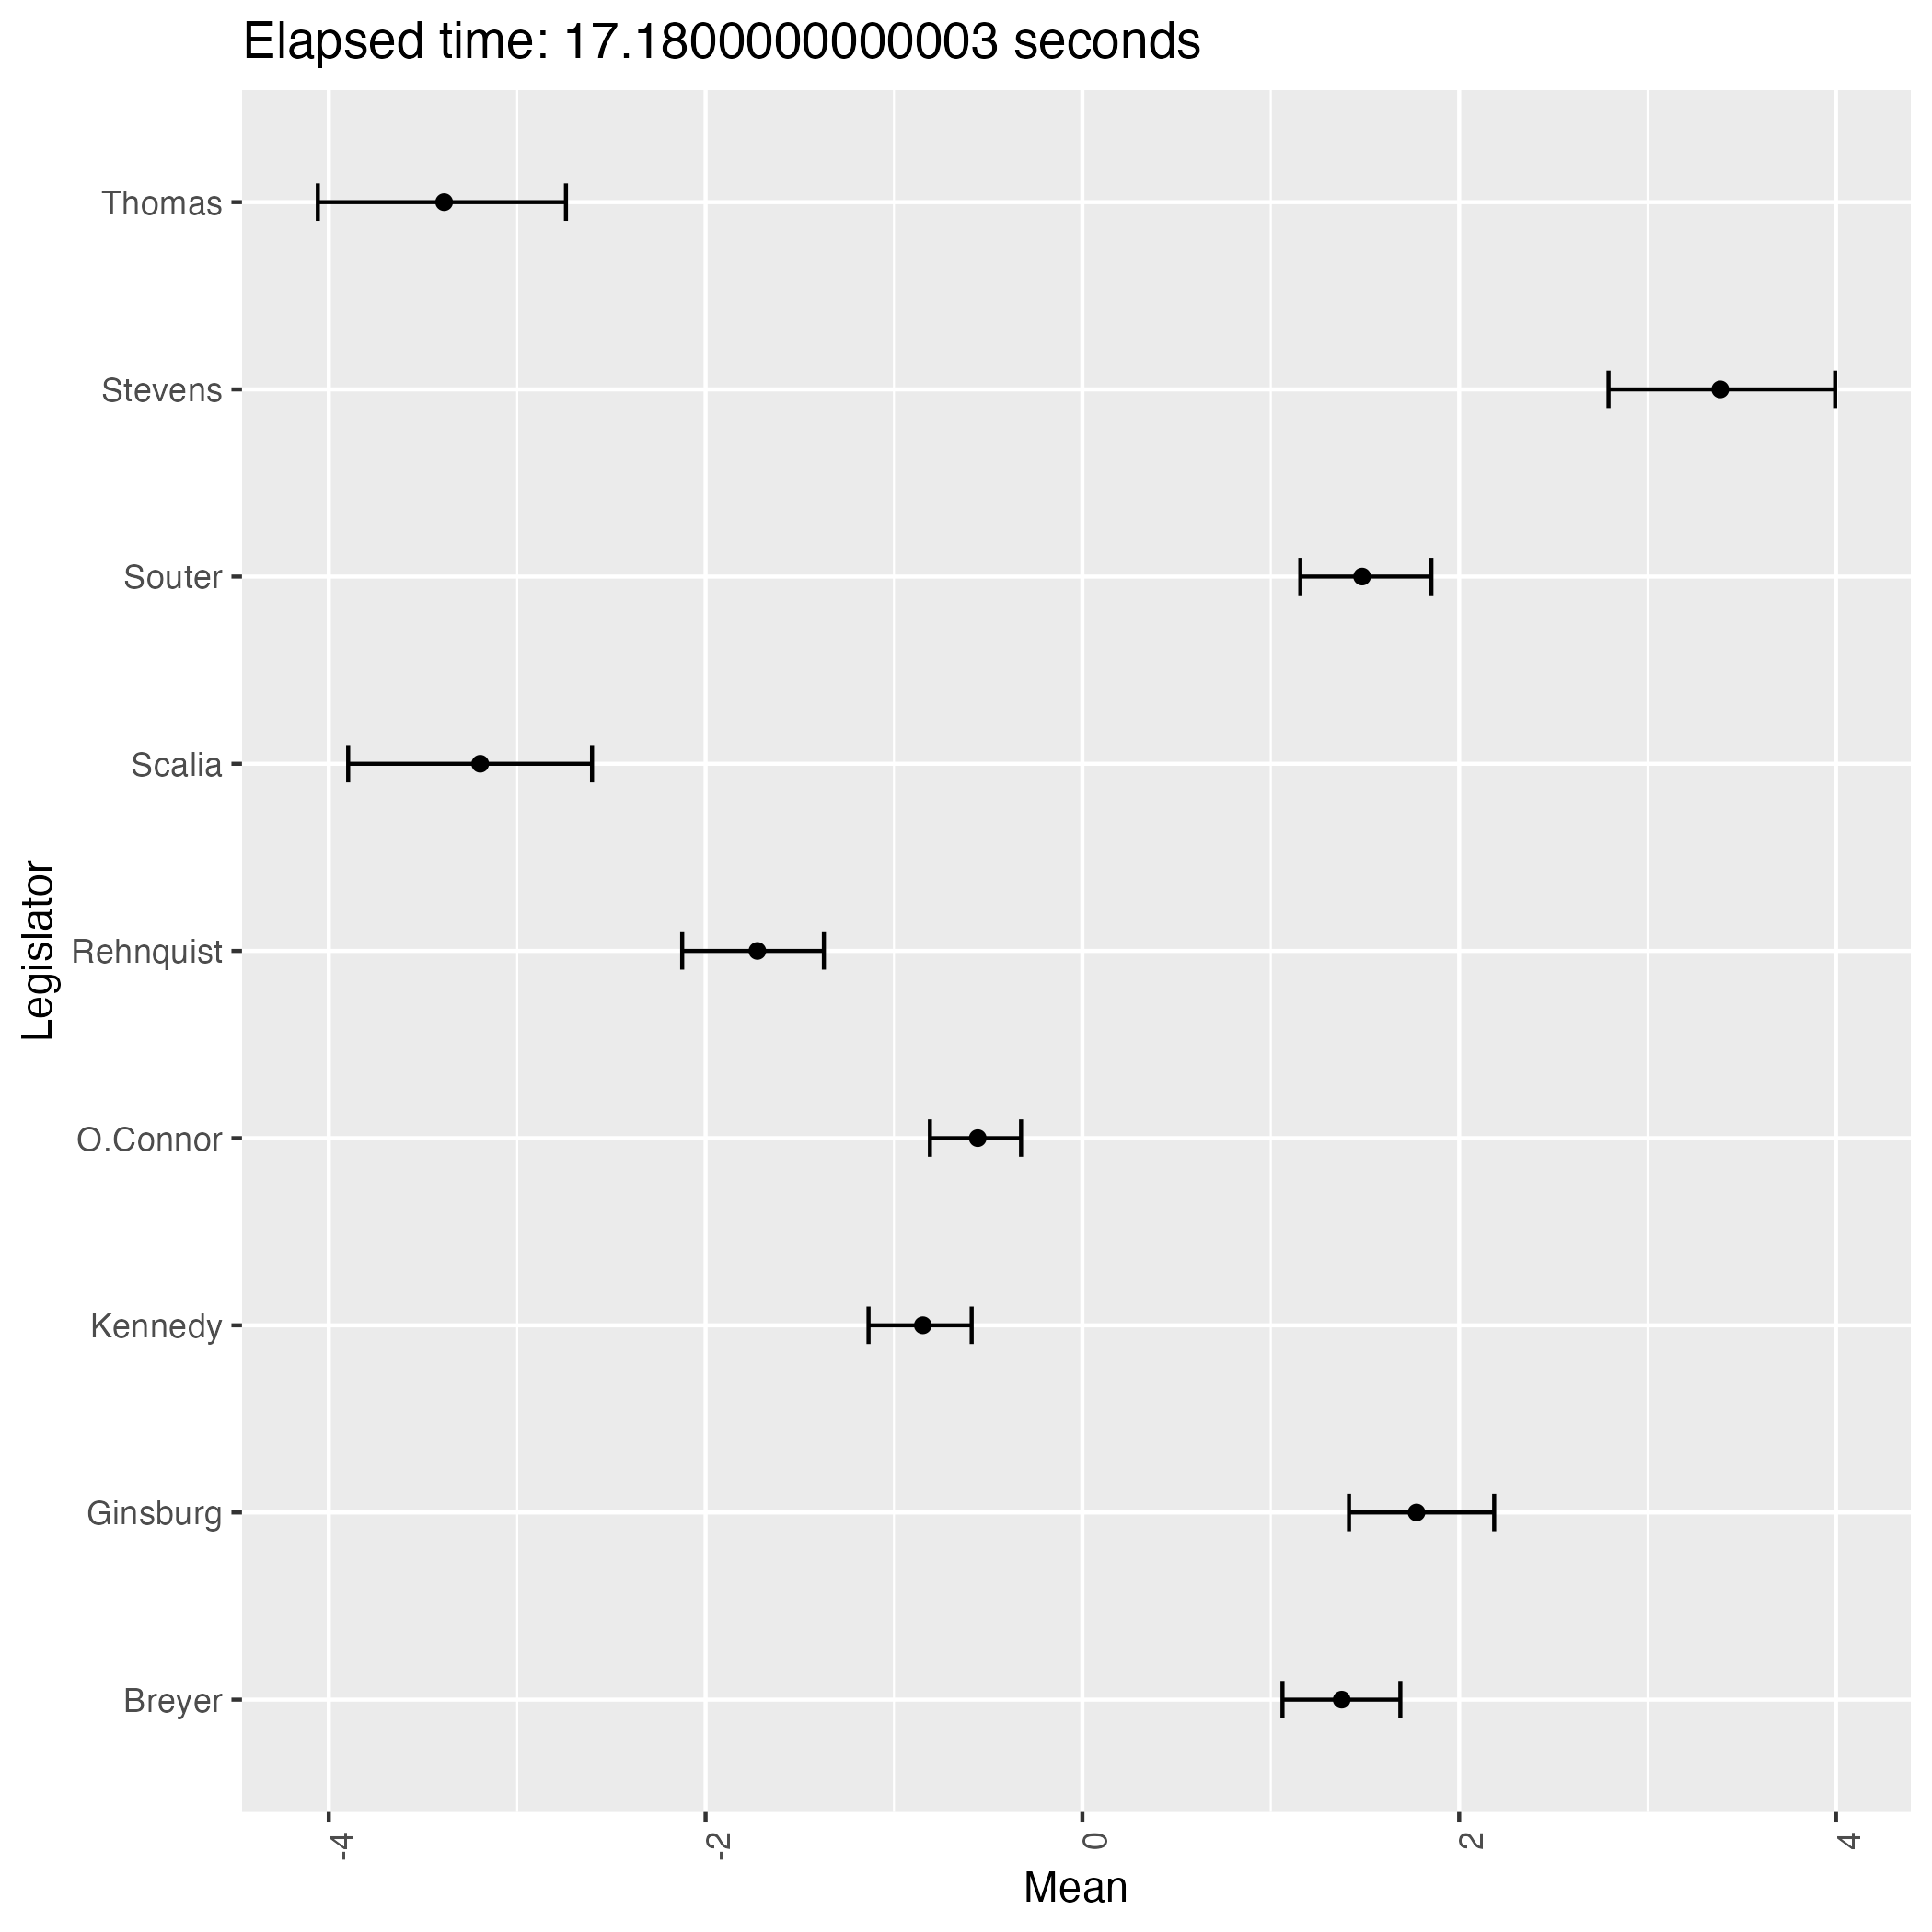 Elapsed time: 17.1800000000003 seconds
Thomas
Stevens
Souter
Scalia
Rehnquist
O.Connor
Kennedy
Ginsburg
Breyer
Legislator
-4
-2
0
2
4
Mean